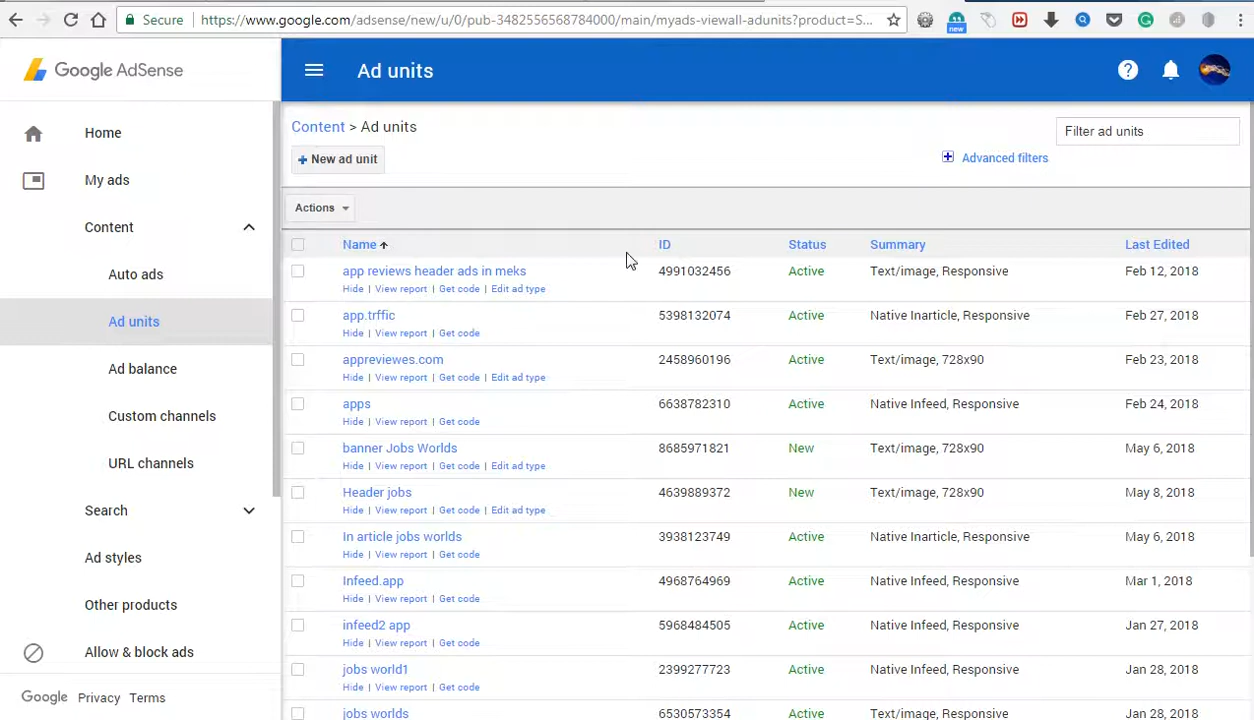 Secure https://www.google.com/adsense/new/u/0/pub-3482556568784000/main/myads-viewall-adunits?product=S...
new
Google AdSense
Ad units
Home
My ads
Content
Auto ads
Ad units
Ad balance
Custom channels
URL channels
Search
Ad styles
Other products
Allow & block ads
Google Privacy Terms
Content > Ad units
Filter ad units
+ New ad unit
Advanced filters
Actions
Name ID Status Summary Last Edited
app reviews header ads in meks 4991032456 Active Text/image, Responsive Feb 12, 2018
Hide | View report | Get code | Edit ad type
app.trffic 5398132074 Active Native Inarticle, Responsive Feb 27, 2018
Hide | View report | Get code
appreviewes.com 2458960196 Active Text/image, 728x90 Feb 23, 2018
Hide | View report | Get code | Edit ad type
apps 6638782310 Active Native Infeed, Responsive Feb 24, 2018
Hide | View report | Get code
banner Jobs Worlds 8685971821 New Text/image, 728x90 May 6, 2018
Hide | View report | Get code | Edit ad type
Header jobs 4639889372 New Text/image, 728x90 May 8, 2018
Hide | View report | Get code | Edit ad type
In article jobs worlds 3938123749 Active Native Inarticle, Responsive May 6, 2018
Hide | View report | Get code
Infeed.app 4968764969 Active Native Infeed, Responsive Mar 1, 2018
Hide | View report | Get code
infeed2 app 5968484505 Active Native Infeed, Responsive Jan 27, 2018
Hide | View report | Get code
jobs world1 2399277723 Active Native Infeed, Responsive Jan 28, 2018
Hide | View report | Get code
jobs worlds 6530573354 Active Text/image, Responsive Jan 28, 2018